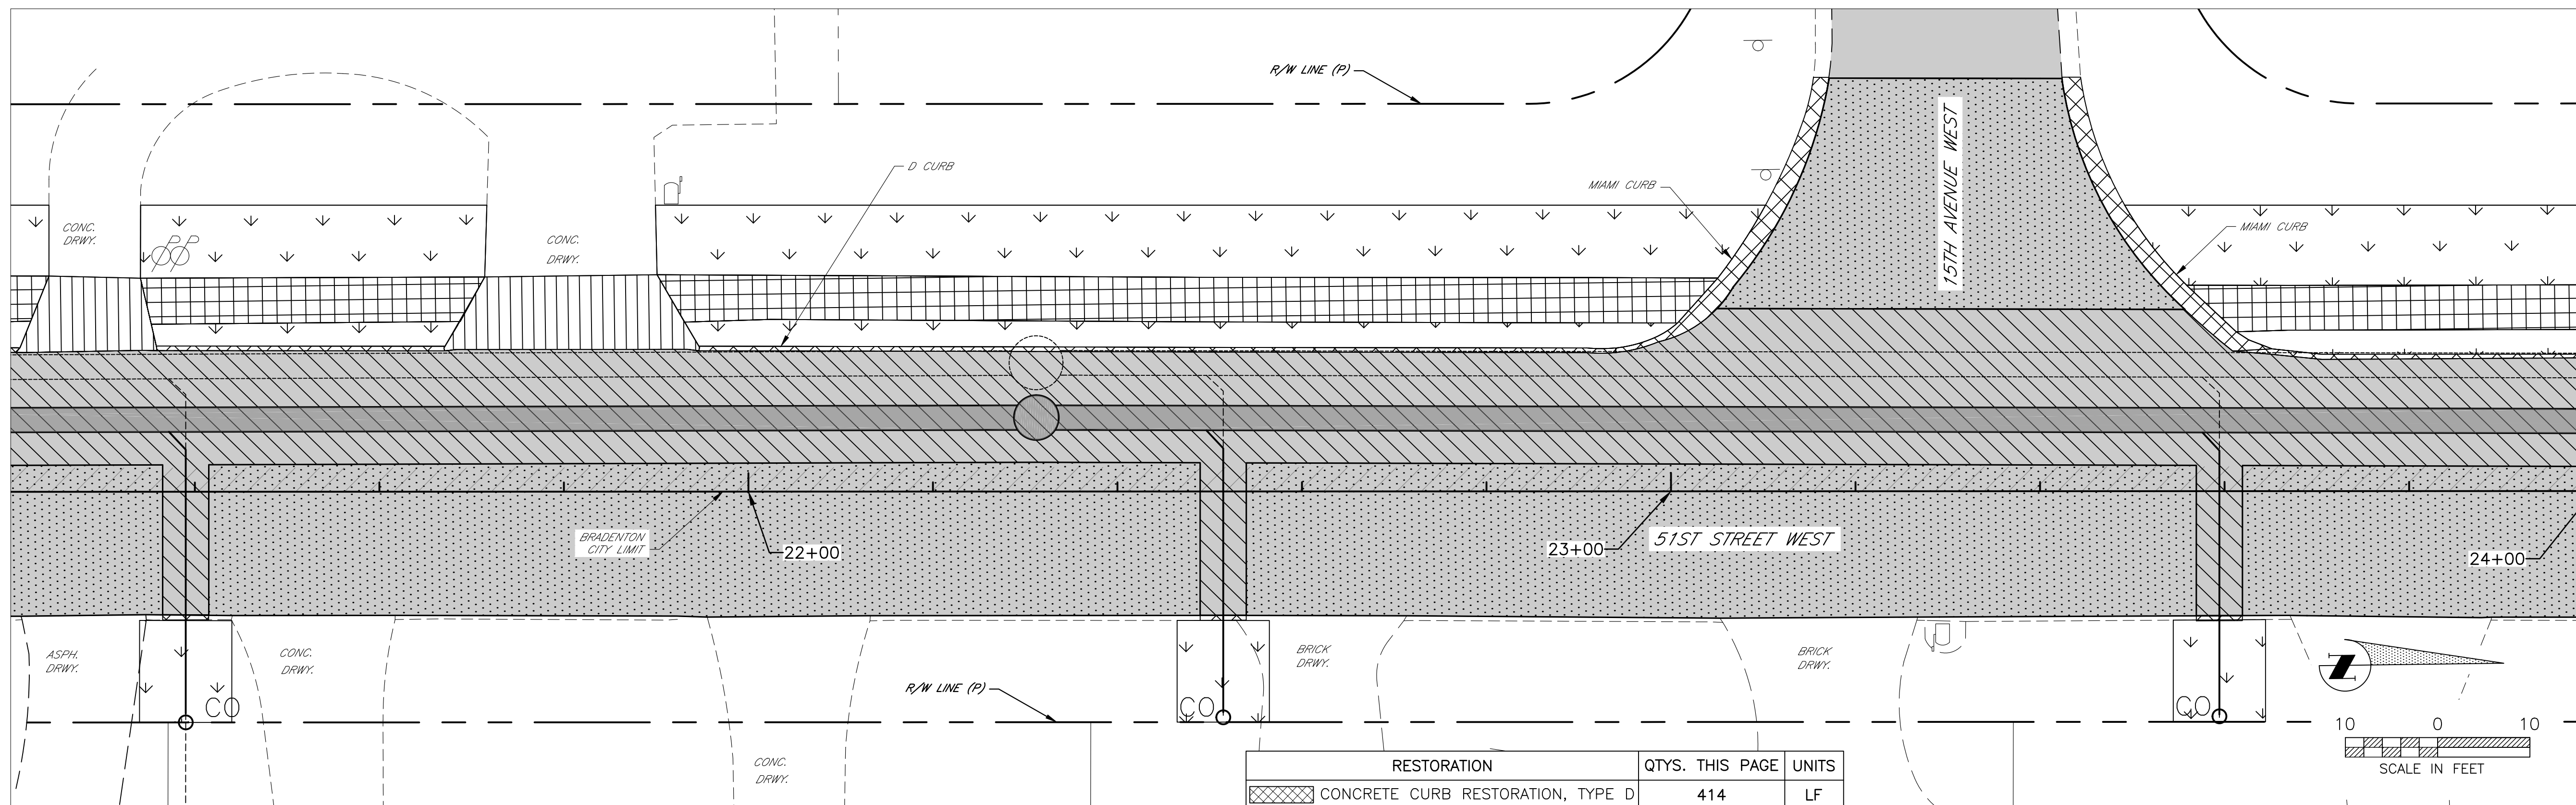 R/W LINE (P)
D CURB
MIAMI CURB
15TH AVENUE WEST
MIAMI CURB
CONC.
DRWY.
CONC.
DRWY.
BRADENTON
CITY LIMIT
22+00
23+00
51ST STREET WEST
24+00
ASPH.
DRWY.
CONC.
DRWY.
BRICK
DRWY.
BRICK
DRWY.
R/W LINE (P)
CO
CO
CO
N
CONC.
DRWY.
10 0 10
SCALE IN FEET
RESTORATION QTYS. THIS PAGE UNITS
CONCRETE CURB RESTORATION, TYPE D 414 LF